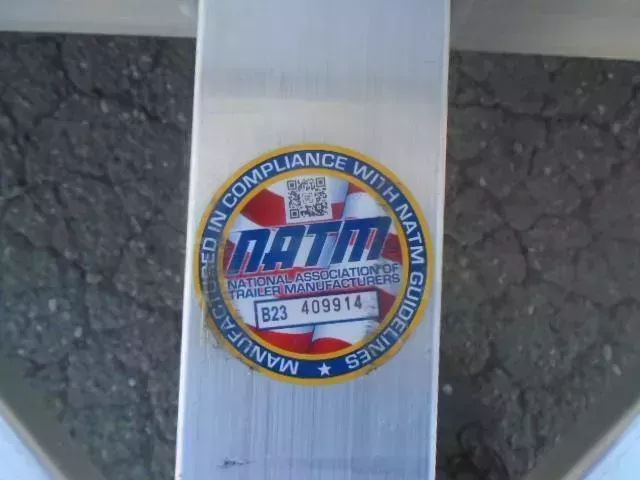 MANUFACTURED IN COMPLIANCE WITH NATM GUIDELINES
NATM
NATIONAL ASSOCIATION OF
TRAILER MANUFACTURERS
B23 409914